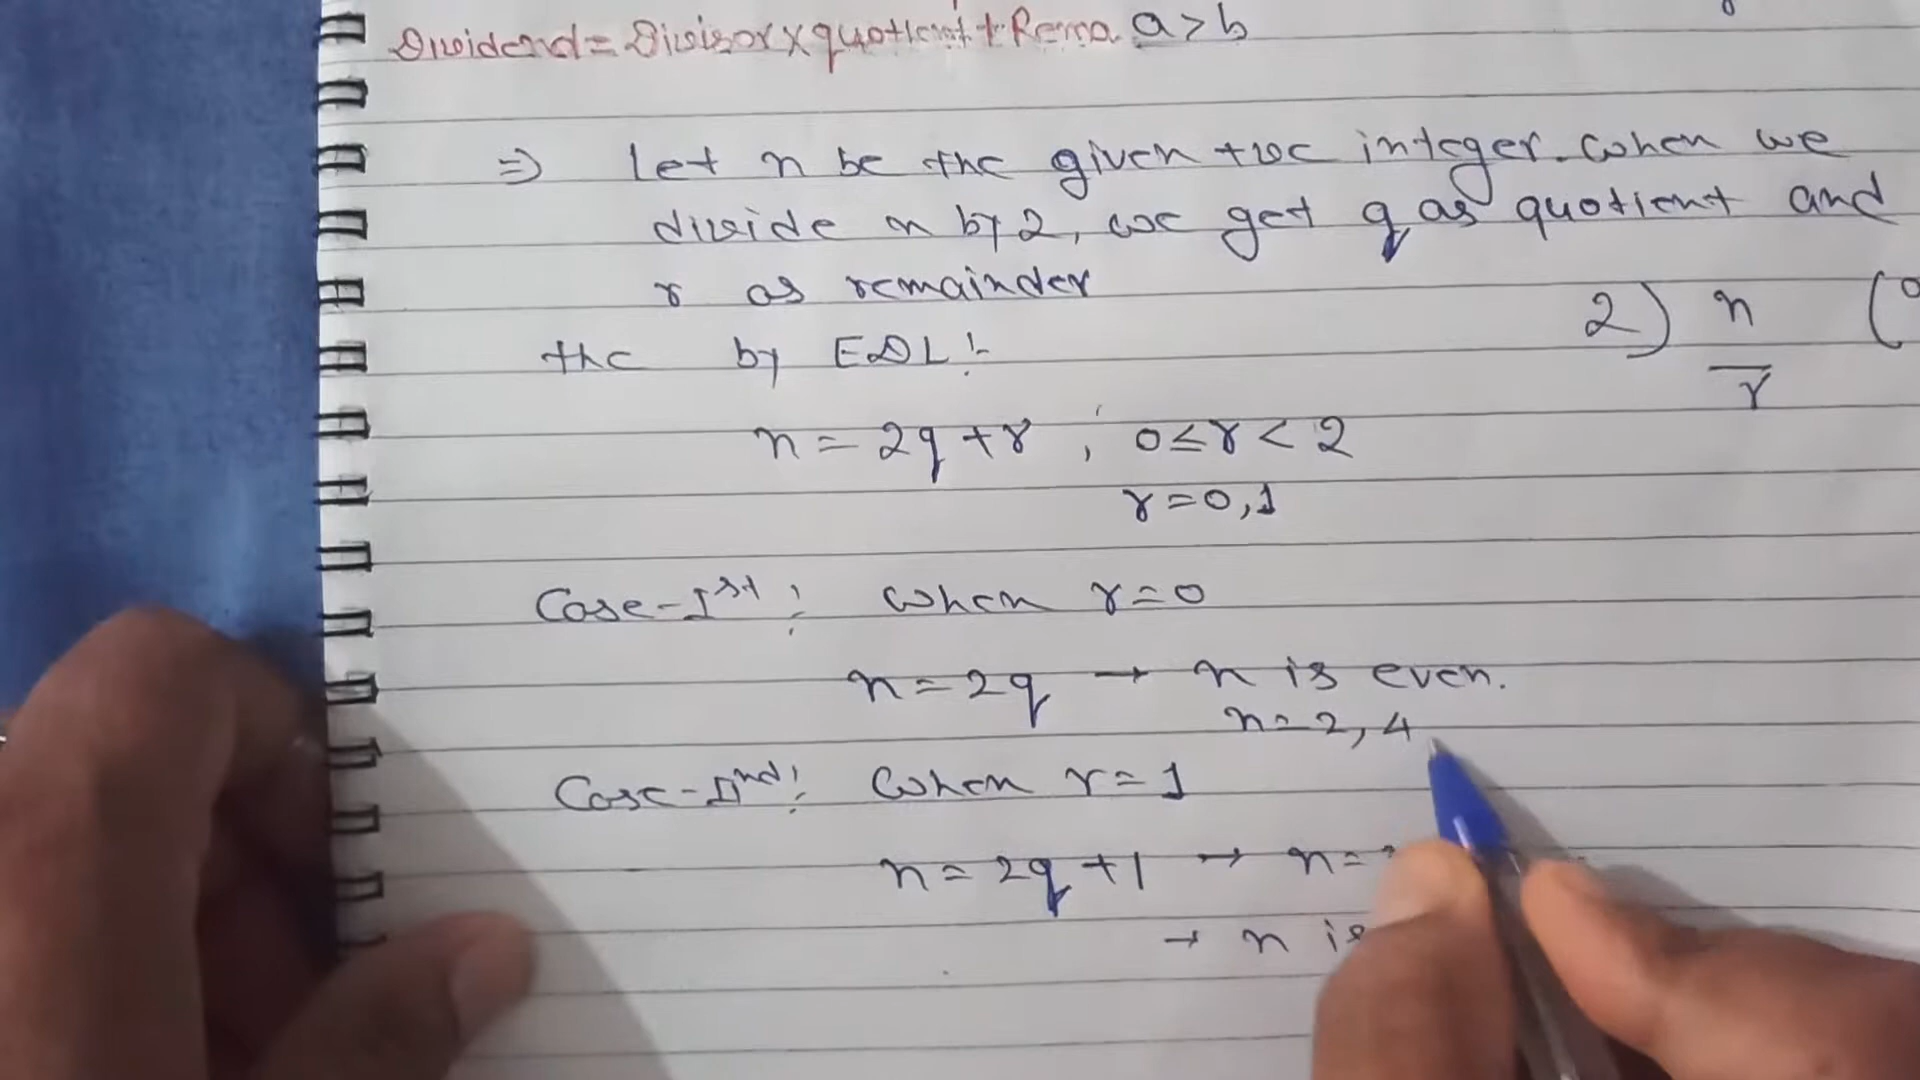 Dividend = Divisor x quotient + Rema. a > b
⇒ Let n be the given +ve integer. when we
divide n by 2, we get q as quotient and
r as remainder
2) n (
r
the by EDL :-
n = 2q + r , 0 ≤ r < 2
r = 0, 1
Case-Ist : when r = 0
n = 2q → n is even.
n = 2, 4
Case-IInd : When r = 1
n = 2q + 1 → n =
→ n is